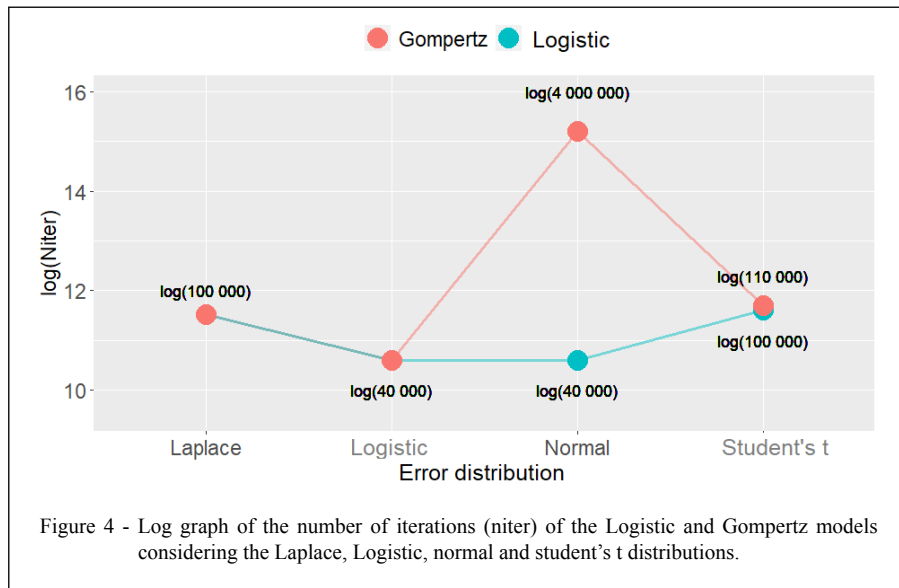 Gompertz Logistic
16
14
12
10
log(Niter)
log(4 000 000)
log(100 000)
log(110 000)
log(100 000)
log(40 000)
log(40 000)
Laplace Logistic Normal Student's t
Error distribution
Figure 4 - Log graph of the number of iterations (niter) of the Logistic and Gompertz models
considering the Laplace, Logistic, normal and student’s t distributions.